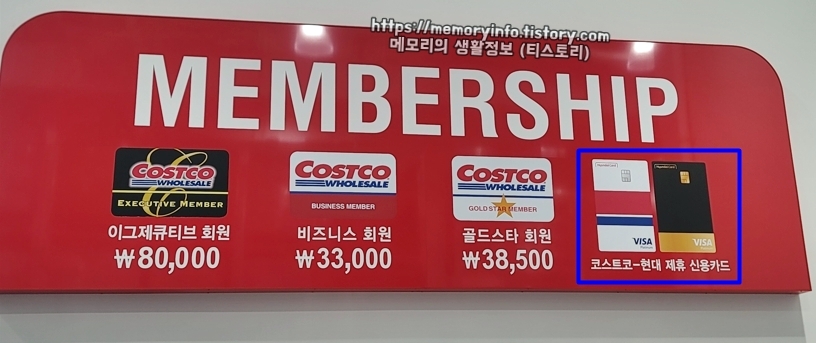 https://memoryinfo.tistory.com
메모리의 생활정보 (티스토리)
MEMBERSHIP
COSTCO
WHOLESALE
EXECUTIVE MEMBER
이그제큐티브 회원
₩80,000
COSTCO
WHOLESALE
BUSINESS MEMBER
비즈니스 회원
₩33,000
COSTCO
WHOLESALE
GOLD STAR MEMBER
골드스타 회원
₩38,500
VISA
VISA
코스트코-현대 제휴 신용카드